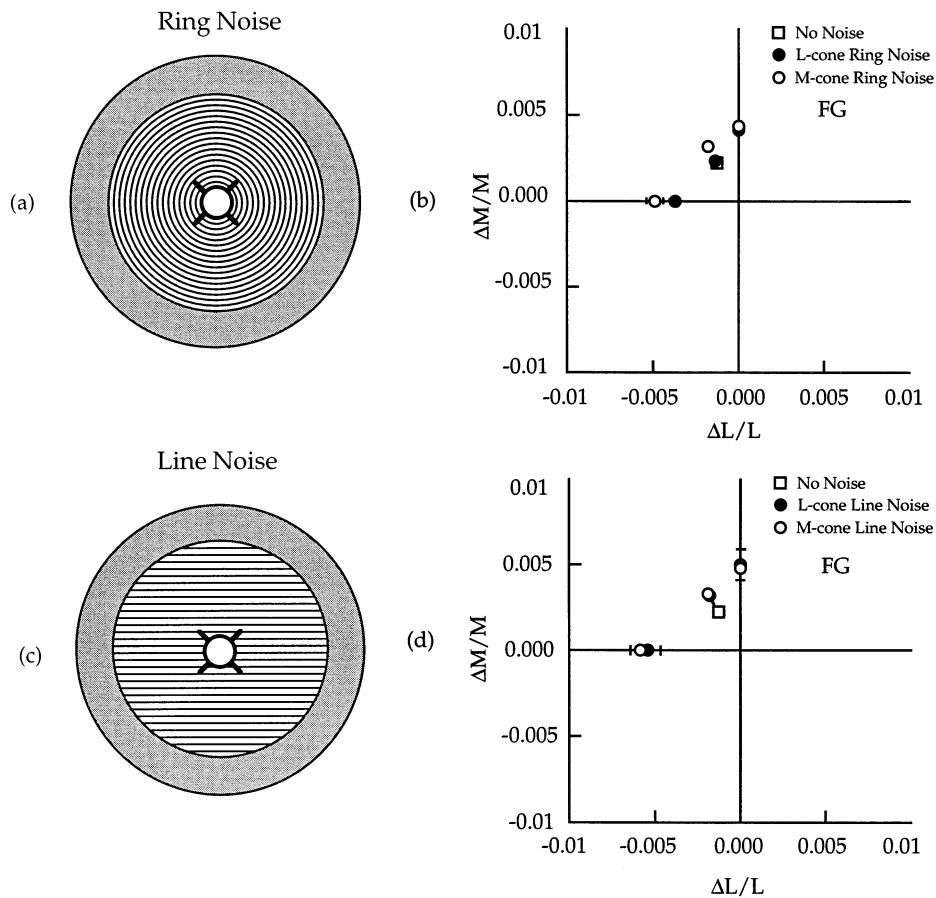 Ring Noise
(a)
(b)
0.01
0.005
0.000
-0.005
-0.01
ΔM/M
-0.01
-0.005
0.000
0.005
0.01
ΔL/L
No Noise
L-cone Ring Noise
M-cone Ring Noise
FG
Line Noise
(c)
(d)
0.01
0.005
0.000
-0.005
-0.01
ΔM/M
-0.01
-0.005
0.000
0.005
0.01
ΔL/L
No Noise
L-cone Line Noise
M-cone Line Noise
FG